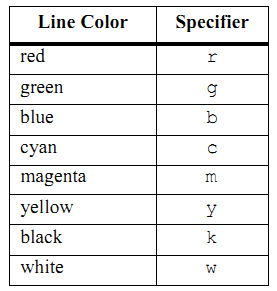 Line Color Specifier
red r
green g
blue b
cyan c
magenta m
yellow y
black k
white w